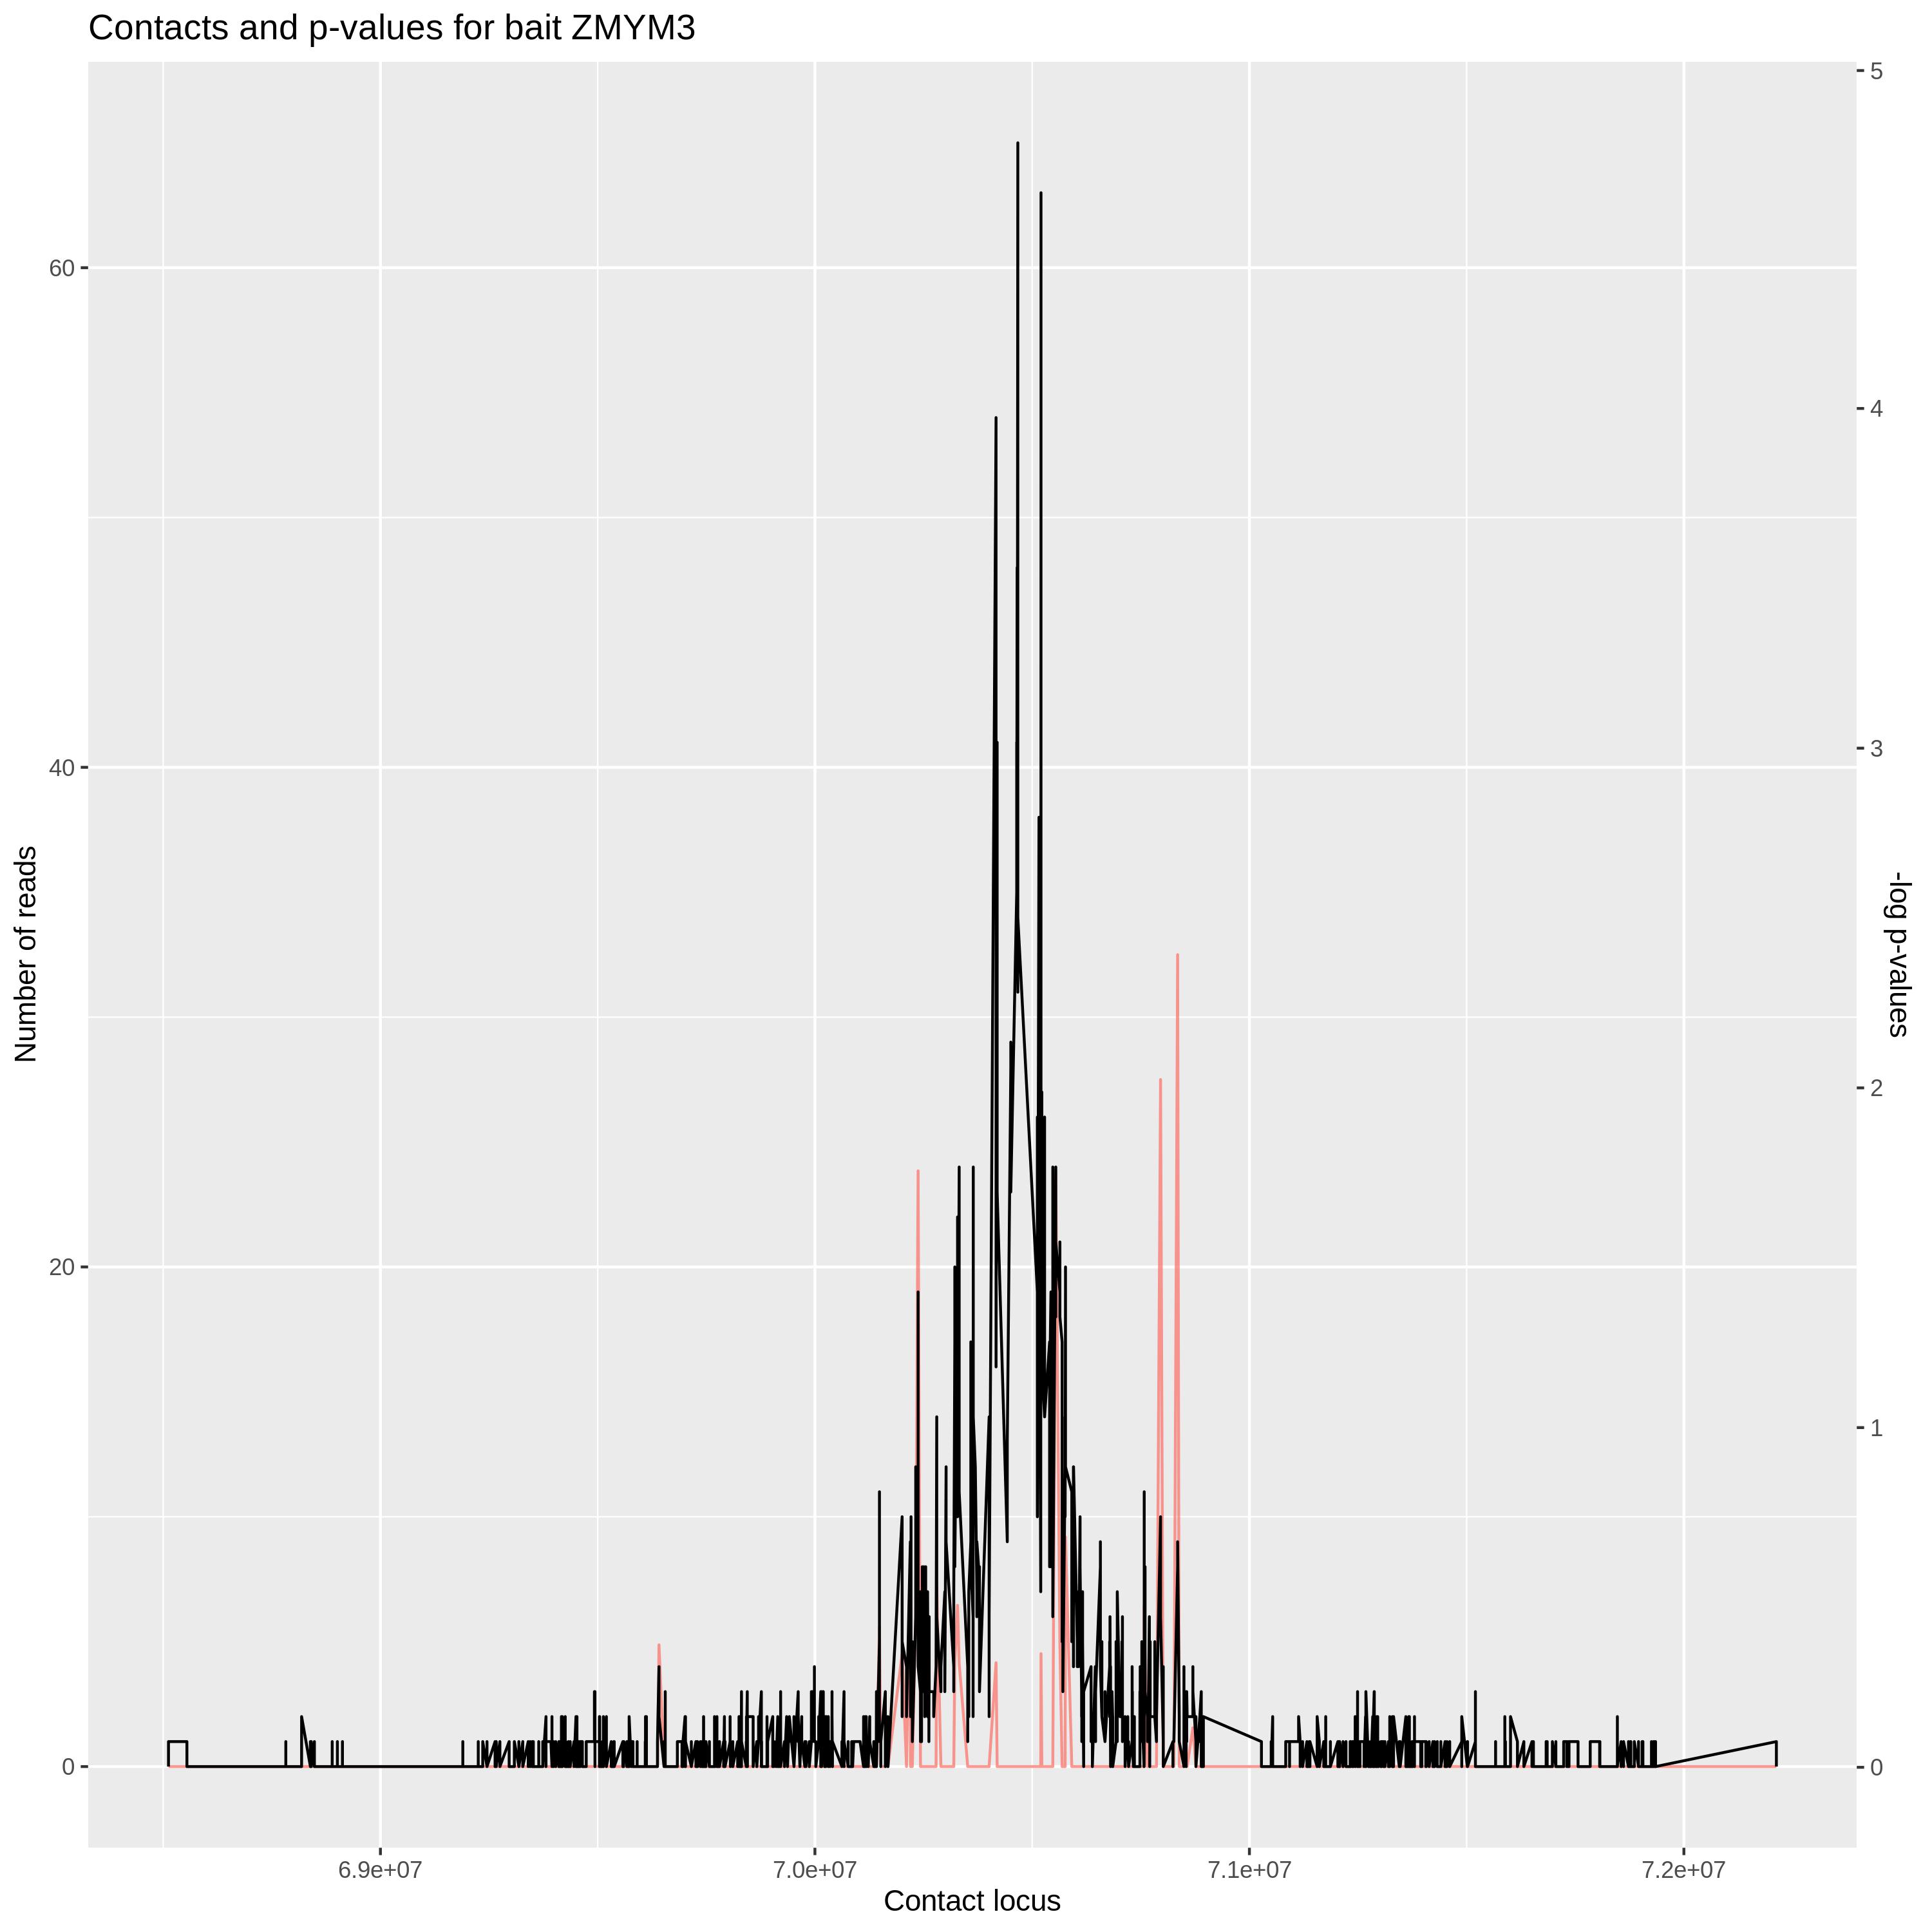 Contacts and p-values for bait ZMYM3
5
60
4
40
3
Number of reads
-log p-values
2
20
1
0
0
6.9e+07
7.0e+07
7.1e+07
7.2e+07
Contact locus